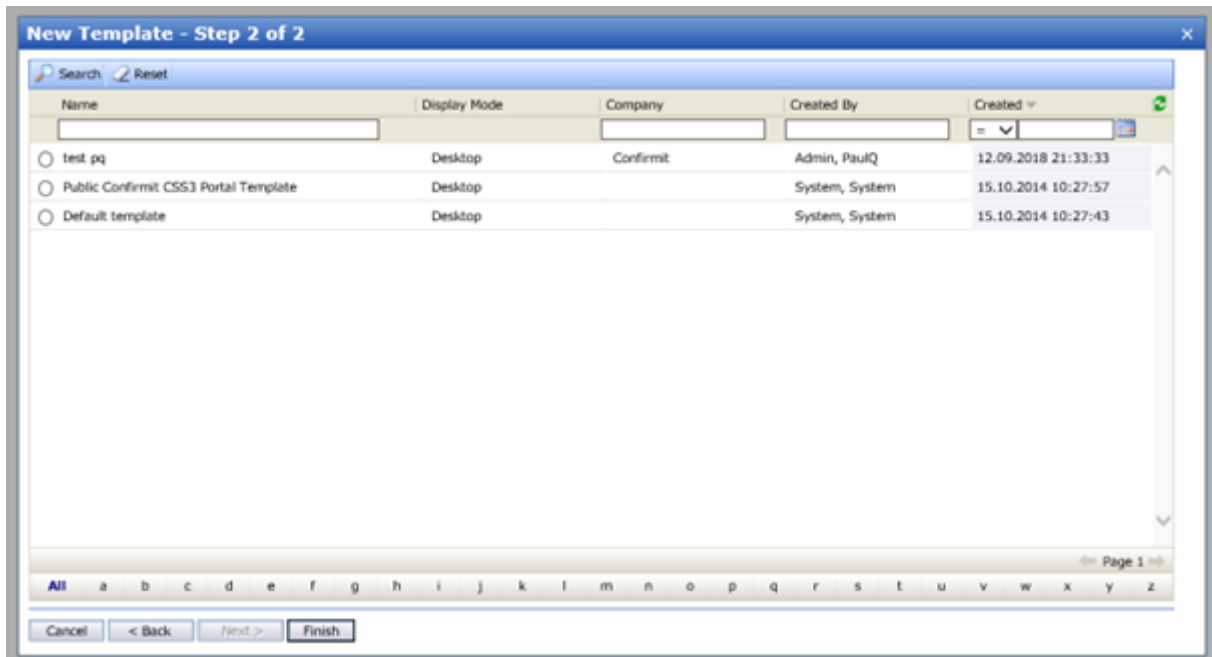 New Template - Step 2 of 2
Search Reset
Name Display Mode Company Created By Created
=
test pq Desktop Confirmit Admin, PaulQ 12.09.2018 21:33:33
Public Confirmit CSS3 Portal Template Desktop System, System 15.10.2014 10:27:57
Default template Desktop System, System 15.10.2014 10:27:43
Page 1
All a b c d e f g h i j k l m n o p q r s t u v w x y z
Cancel < Back Next > Finish